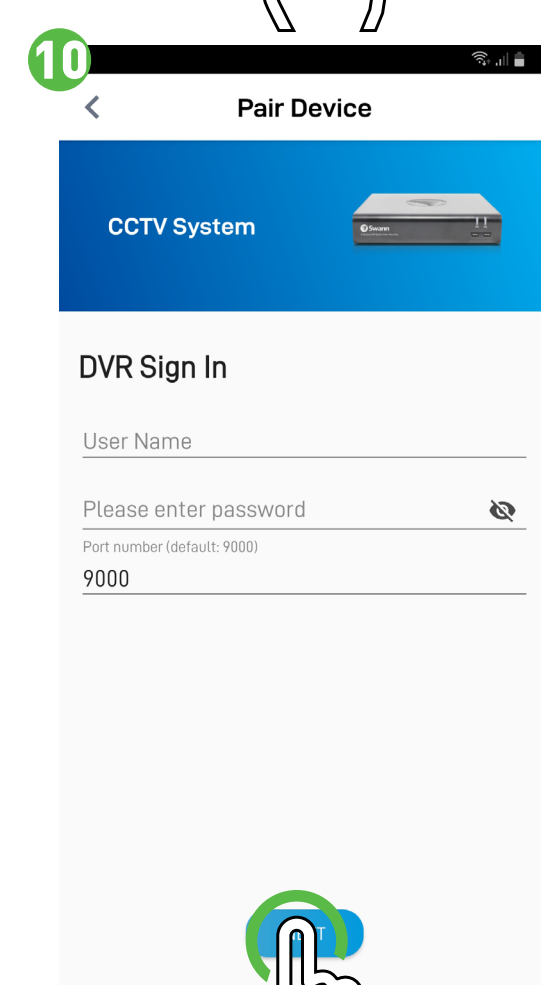 10
Pair Device
CCTV System
Swann
DVR Sign In
User Name
Please enter password
Port number (default: 9000)
9000